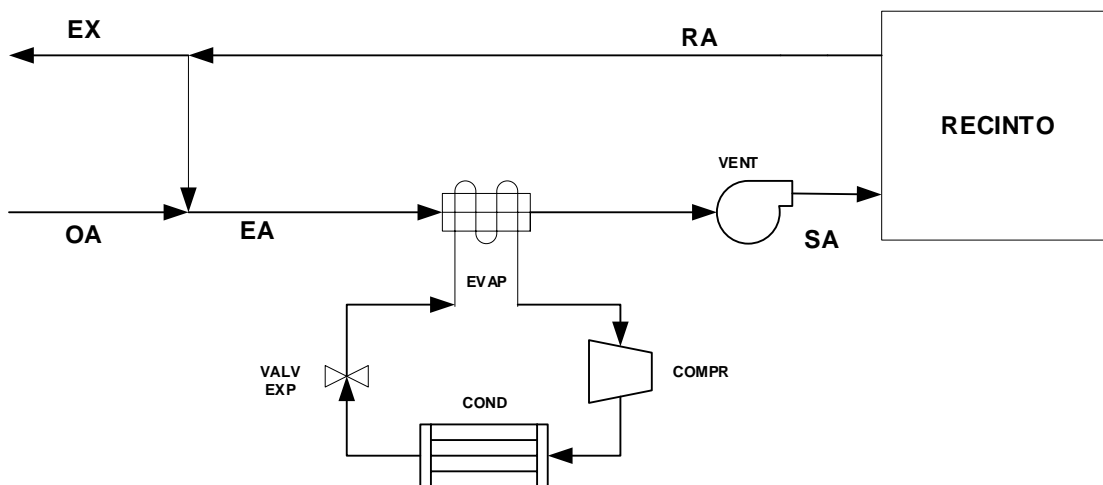 EX
RA
RECINTO
VENT
OA
EA
SA
EVAP
VALV
EXP
COMPR
COND